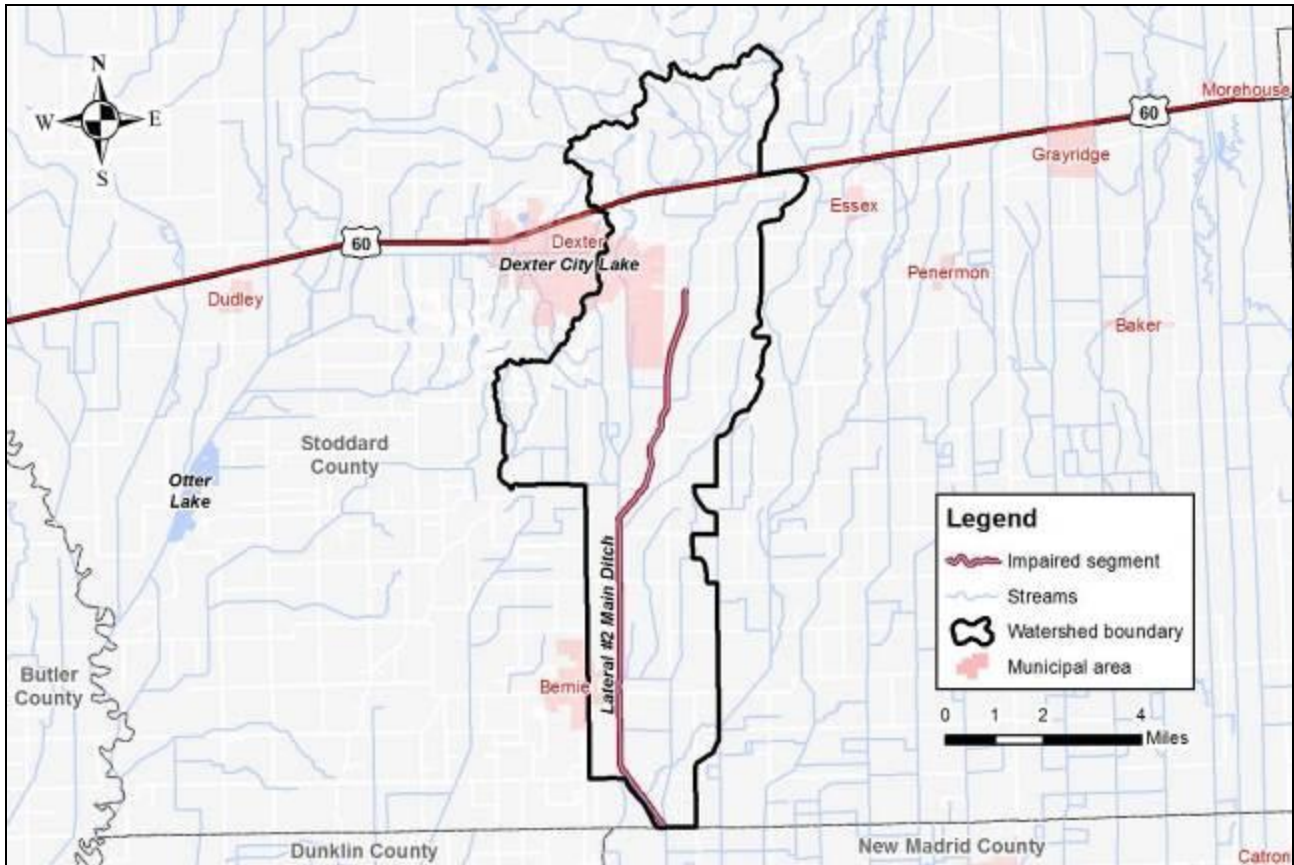 N
W E
S
Morehouse
60
Grayridge
Essex
60
Dexter
Dexter City Lake
Penermon
Dudley
Baker
Stoddard
County
Otter
Lake
Legend
Impaired segment
Streams
Watershed boundary
Municipal area
0 1 2 4
Miles
Lateral #2 Main Ditch
Butler
County
Bernie
Dunklin County
New Madrid County
Catron